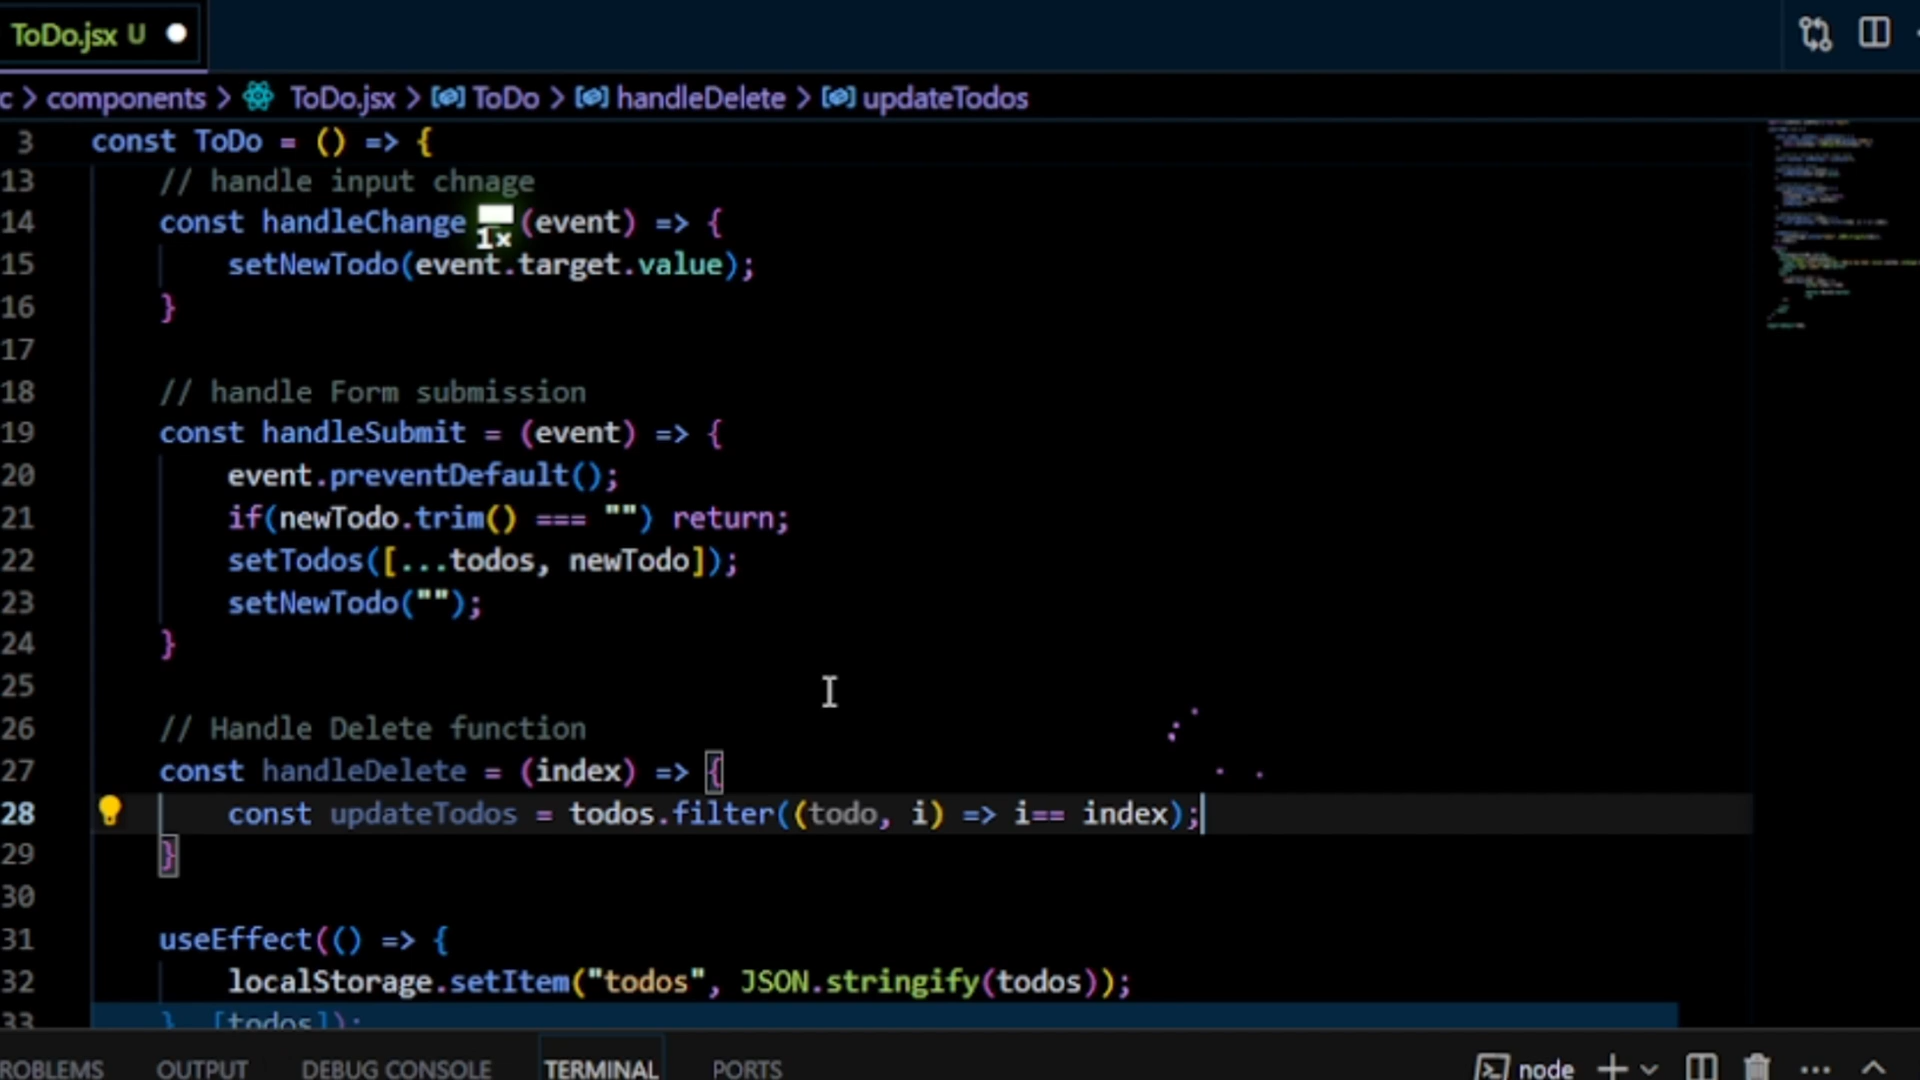 ToDo.jsx U
c > components > ToDo.jsx > ToDo > handleDelete > updateTodos
3 const ToDo = () => {
13 // handle input chnage
14 const handleChange (event) => {
1×
15 setNewTodo(event.target.value);
16 }
17
18 // handle Form submission
19 const handleSubmit = (event) => {
20 event.preventDefault();
21 if(newTodo.trim() === "") return;
22 setTodos([...todos, newTodo]);
23 setNewTodo("");
24 }
25
26 // Handle Delete function
27 const handleDelete = (index) => {
28 const updateTodos = todos.filter((todo, i) => i== index);
29 }
30
31 useEffect(() => {
32 localStorage.setItem("todos", JSON.stringify(todos));
33 }, [todos]);
ROBLEMS OUTPUT DEBUG CONSOLE TERMINAL PORTS node